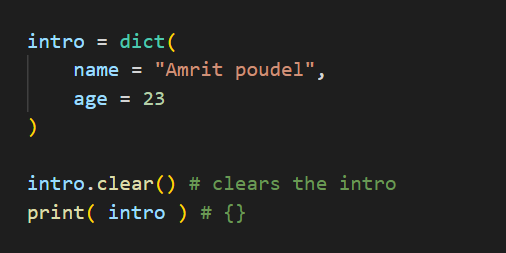 intro = dict(
    name = "Amrit poudel",
    age = 23
)
intro.clear() # clears the intro
print( intro ) # {}